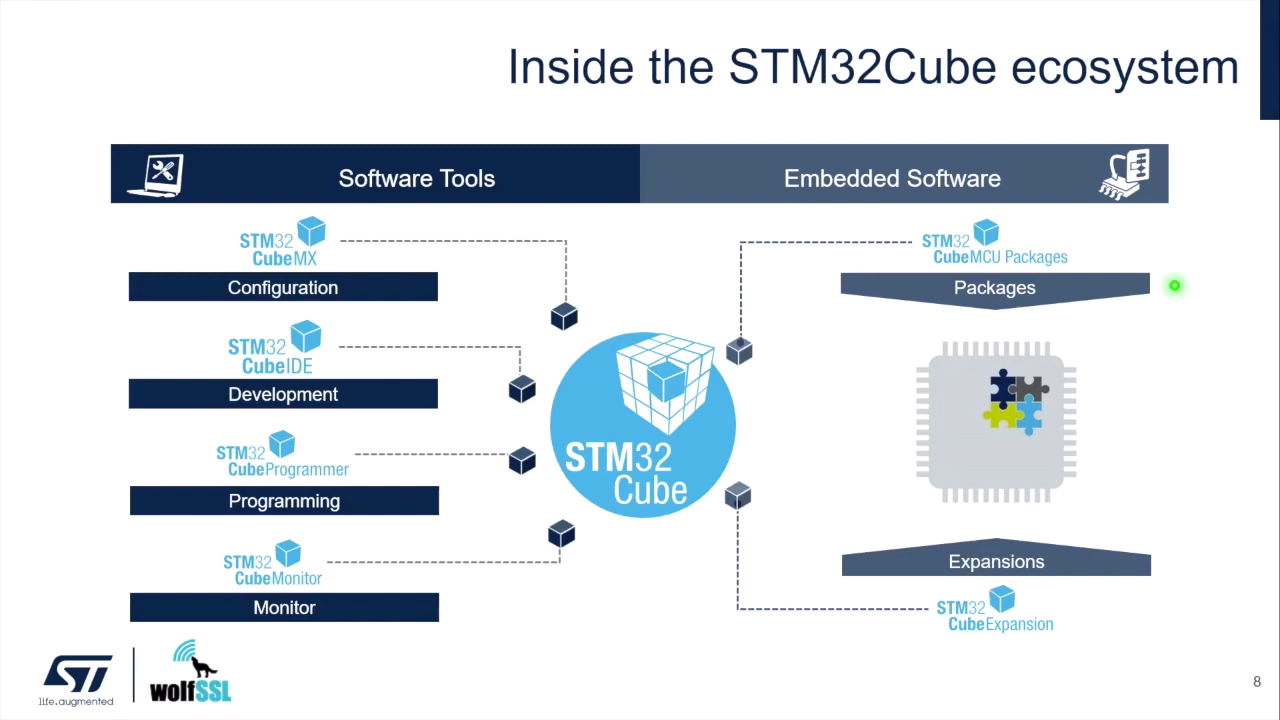 Inside the STM32Cube ecosystem
Software Tools
Embedded Software
STM32
CubeMX
Configuration
STM32
CubeIDE
Development
STM32
CubeProgrammer
Programming
STM32
CubeMonitor
Monitor
STM32
Cube
STM32
CubeMCU Packages
Packages
Expansions
STM32
CubeExpansion
ST
life.augmented
wolfSSL
8